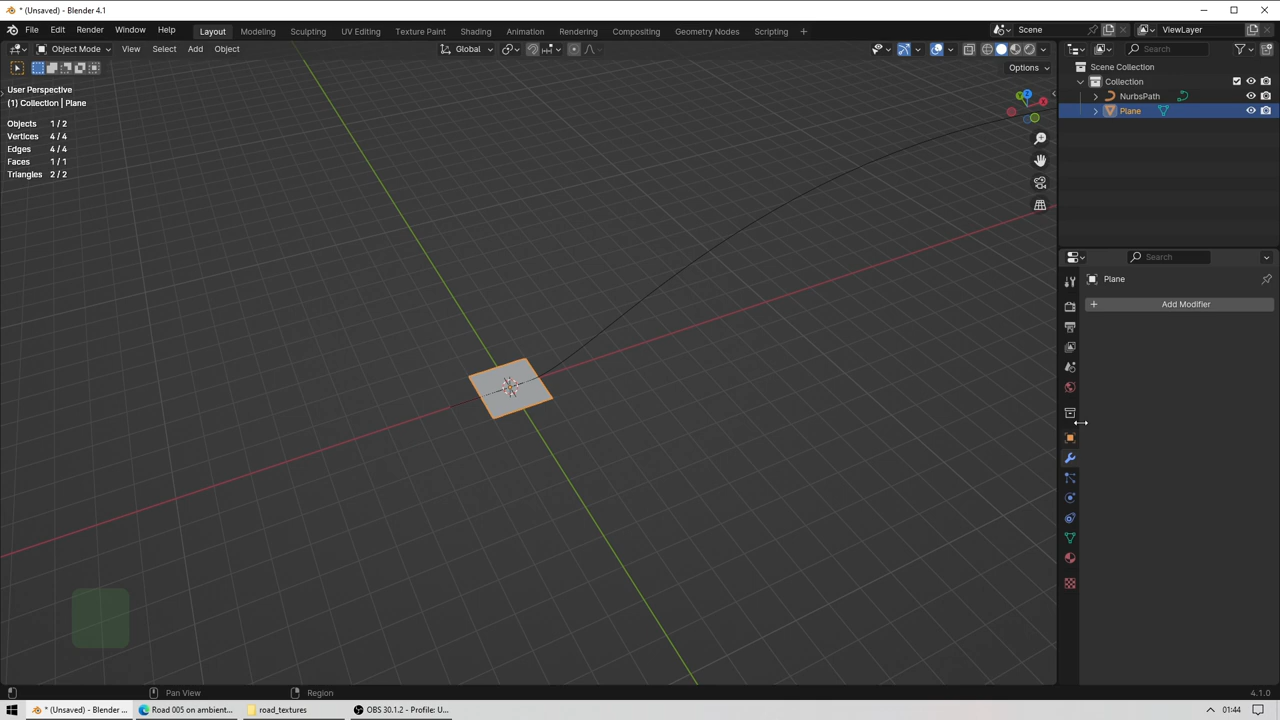 * (Unsaved) - Blender 4.1
File Edit Render Window Help Layout Modeling Sculpting UV Editing Texture Paint Shading Animation Rendering Compositing Geometry Nodes Scripting + Scene ViewLayer
Object Mode View Select Add Object Global Search
Options
User Perspective
(1) Collection | Plane
Objects 1 / 2
Vertices 4 / 4
Edges 4 / 4
Faces 1 / 1
Triangles 2 / 2
Scene Collection
Collection
NurbsPath
Plane
Search
Plane
+ Add Modifier
Pan View Region 4.1.0
* (Unsaved) - Blender ... Road 005 on ambient... road_textures OBS 30.1.2 - Profile: U... 01:44